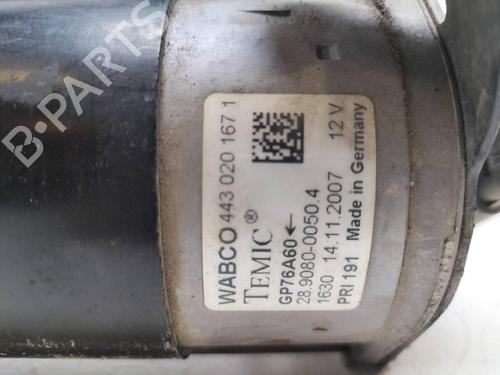 B-PARTS
WABCO 443 020 167 1
TEMIC®
GP76A60←
28.9080-0050.4
1630 14.11.2007 12 V
PRI 191 Made in Germany